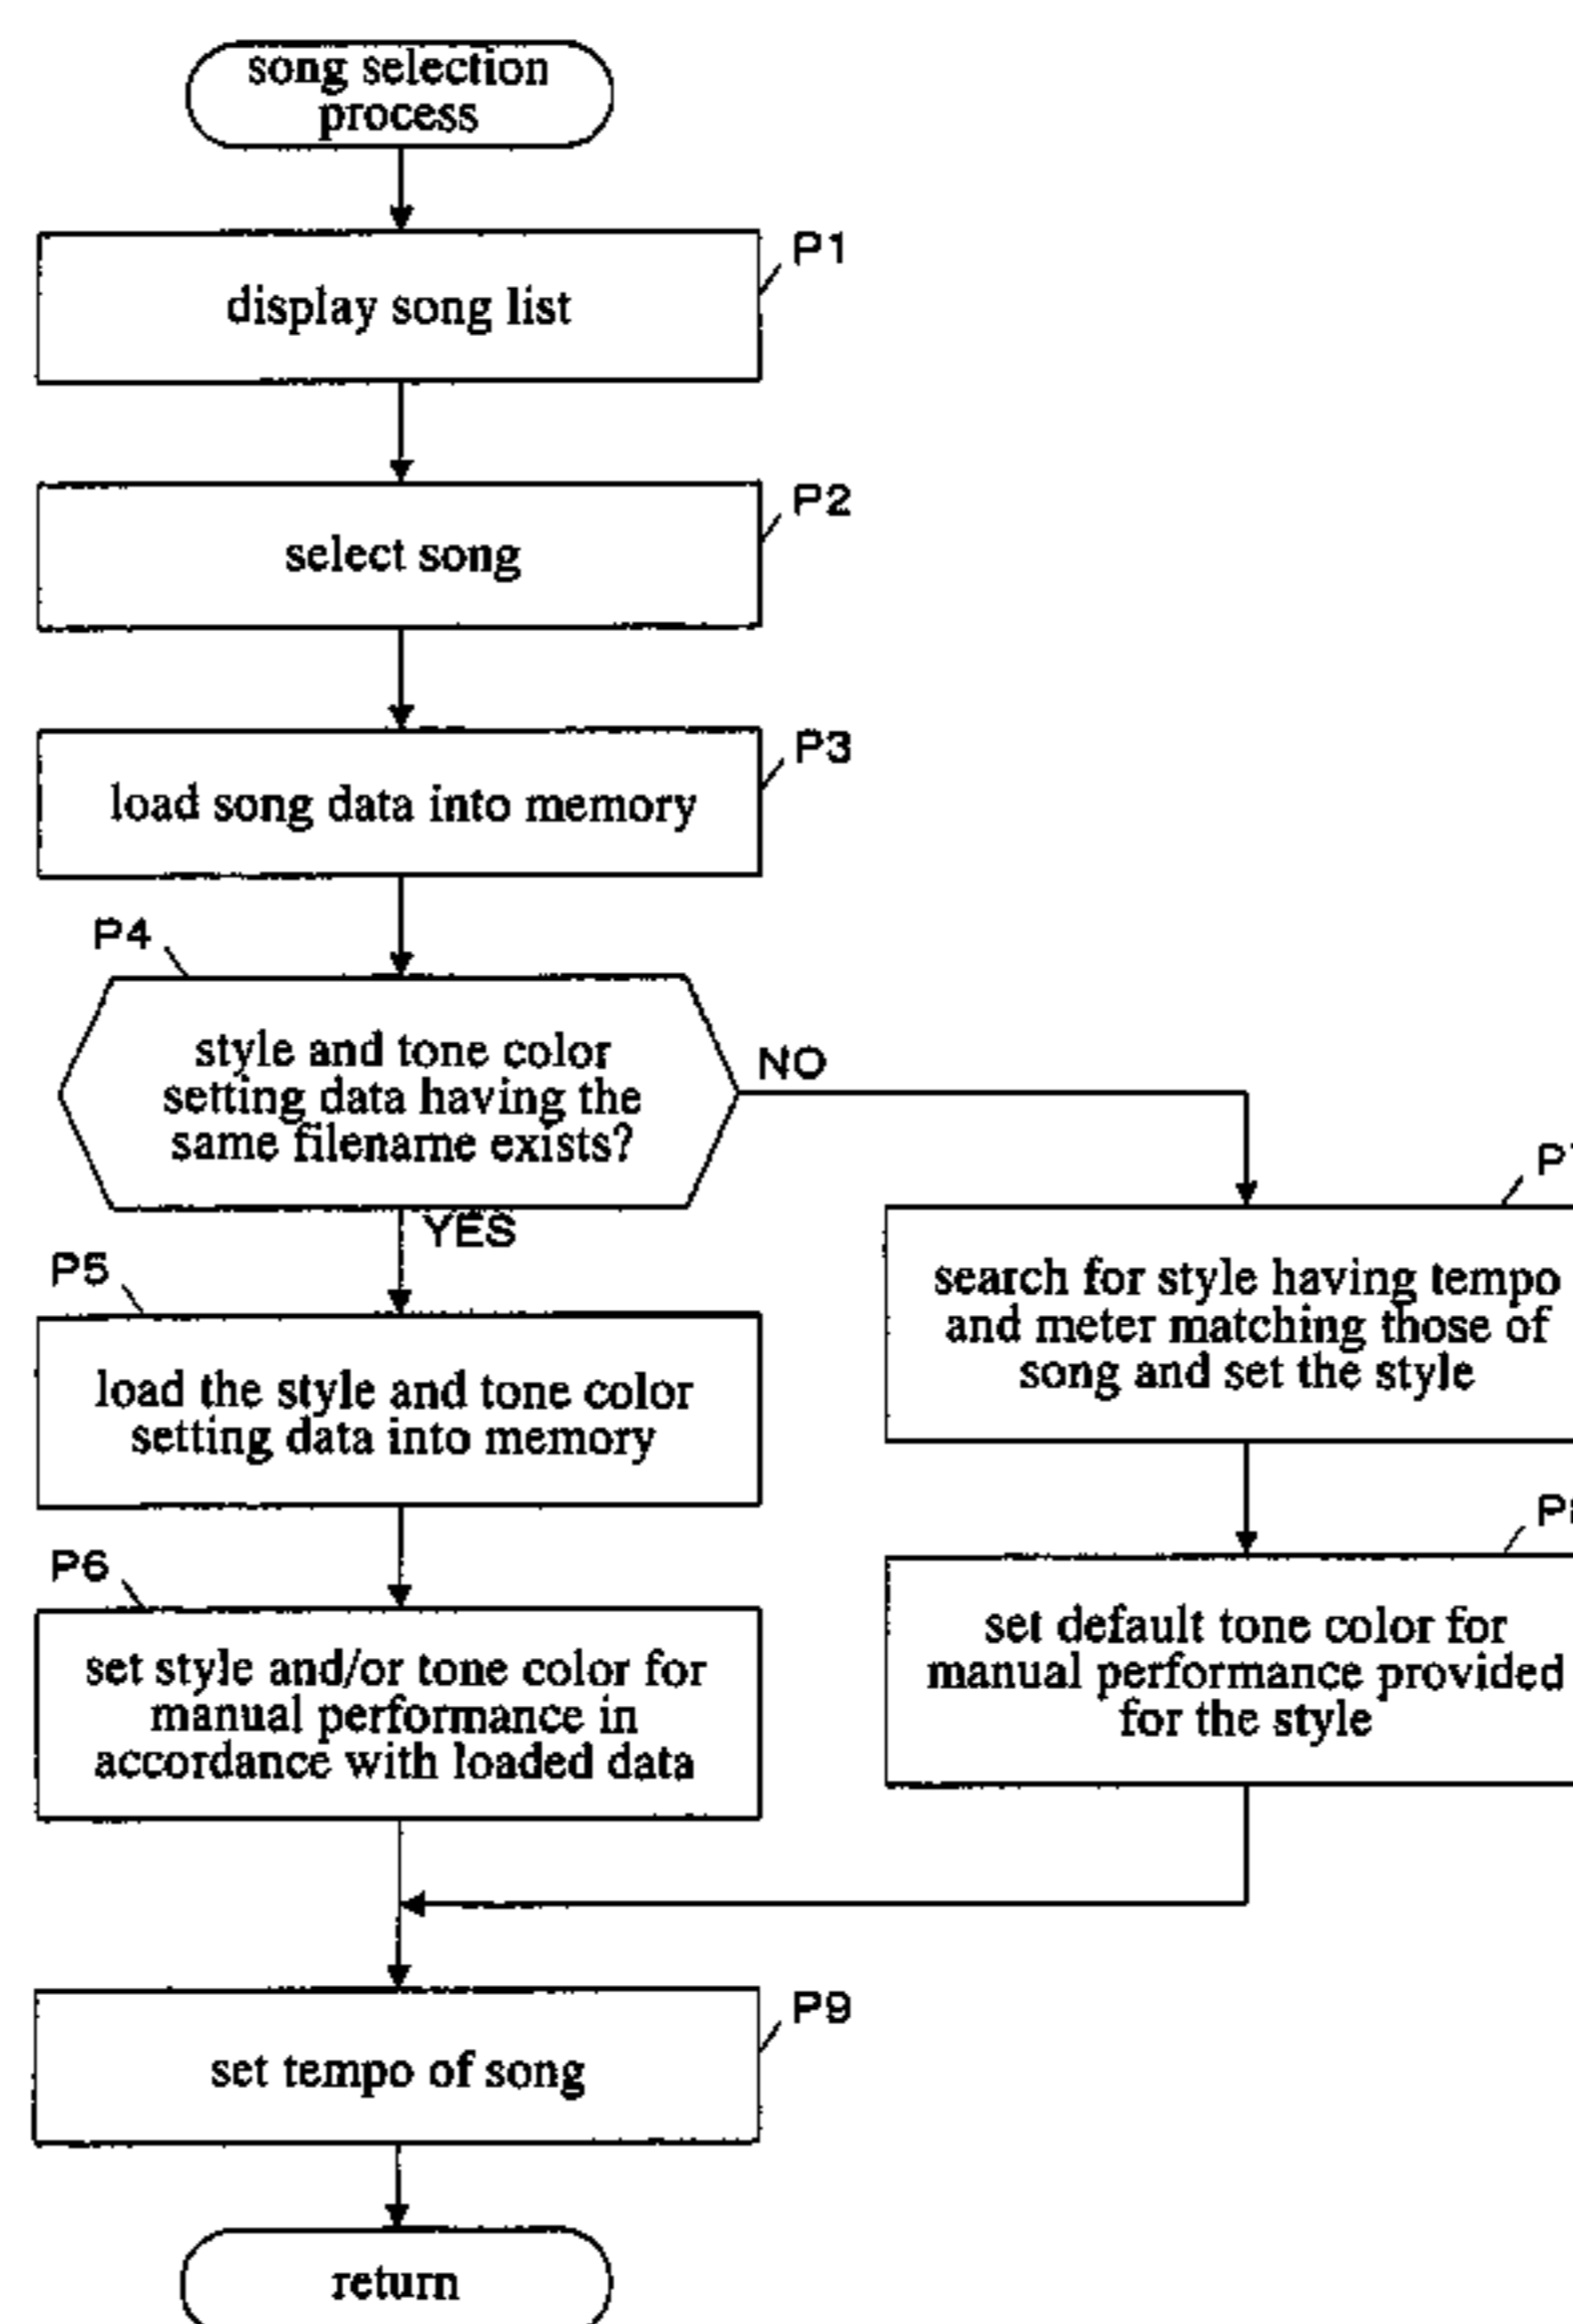 song selection
process
P1
display song list
P2
select song
P3
load song data into memory
P4
style and tone color
setting data having the
same filename exists?
NO
YES
P5
load the style and tone color
setting data into memory
P6
set style and/or tone color for
manual performance in
accordance with loaded data
search for style having tempo
and meter matching those of
song and set the style
set default tone color for
manual performance provided
for the style
P9
set tempo of song
return